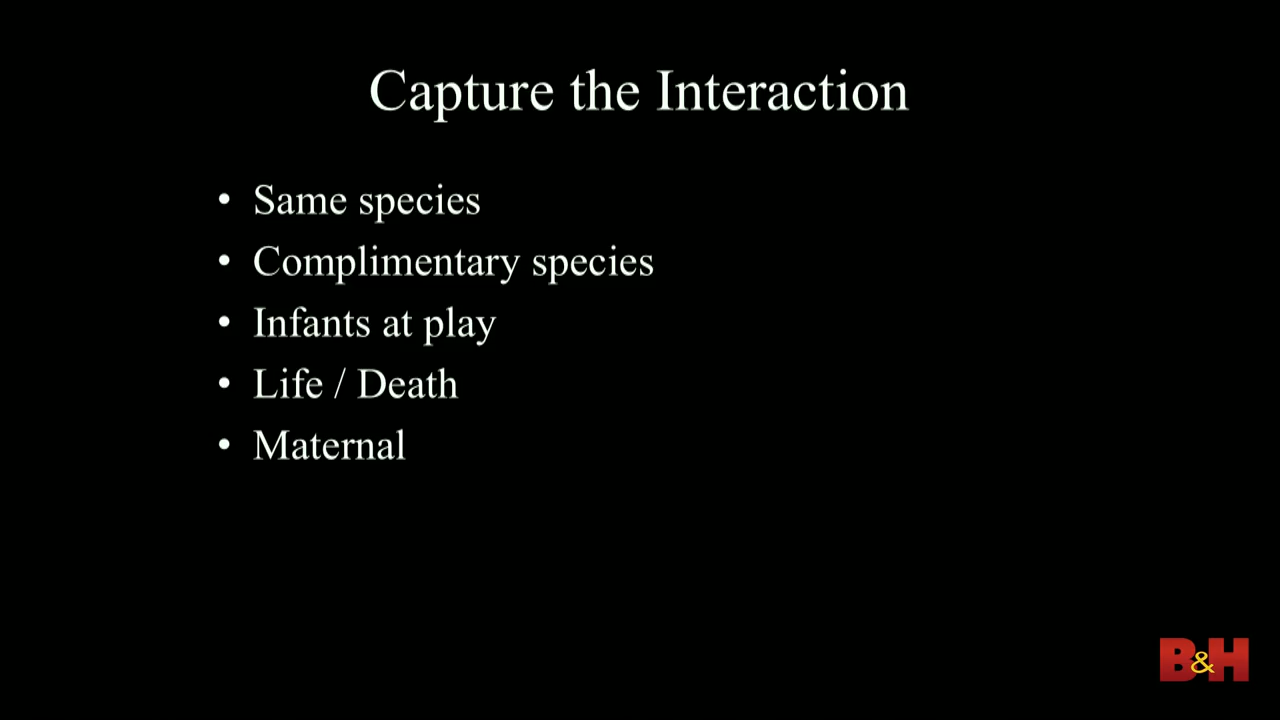 Capture the Interaction
• Same species
• Complimentary species
• Infants at play
• Life / Death
• Maternal
B&H